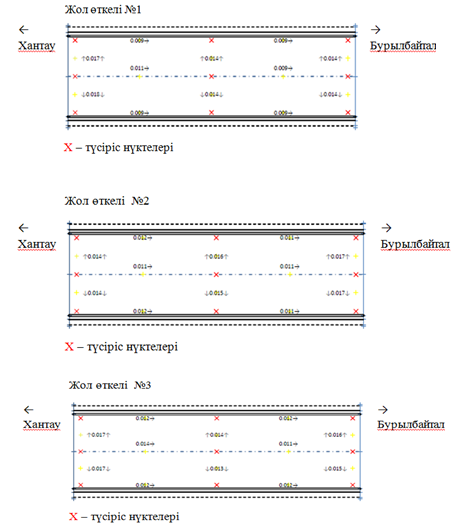 Жол өткелі №1
← →
Хантау Бурылбайтал
0.009→ 0.009→
↑0.017↑ ↑0.014↑ ↑0.014↑
0.011→ 0.009→
↓0.018↓ ↓0.014↓ ↓0.014↓
0.009→ 0.009→
X – түсіріс нүктелері
Жол өткелі №2
← →
Хантау Бурылбайтал
0.012→ 0.011→
↑0.014↑ ↑0.016↑ ↑0.017↑
0.011→ 0.011→
↓0.014↓ ↓0.015↓ ↓0.017↓
0.012→ 0.011→
X – түсіріс нүктелері
Жол өткелі №3
← →
Хантау Бурылбайтал
0.012→ 0.012→
↑0.017↑ ↑0.014↑ ↑0.016↑
0.014→ 0.011→
↓0.017↓ ↓0.013↓ ↓0.015↓
0.012→ 0.012→
X – түсіріс нүктелері